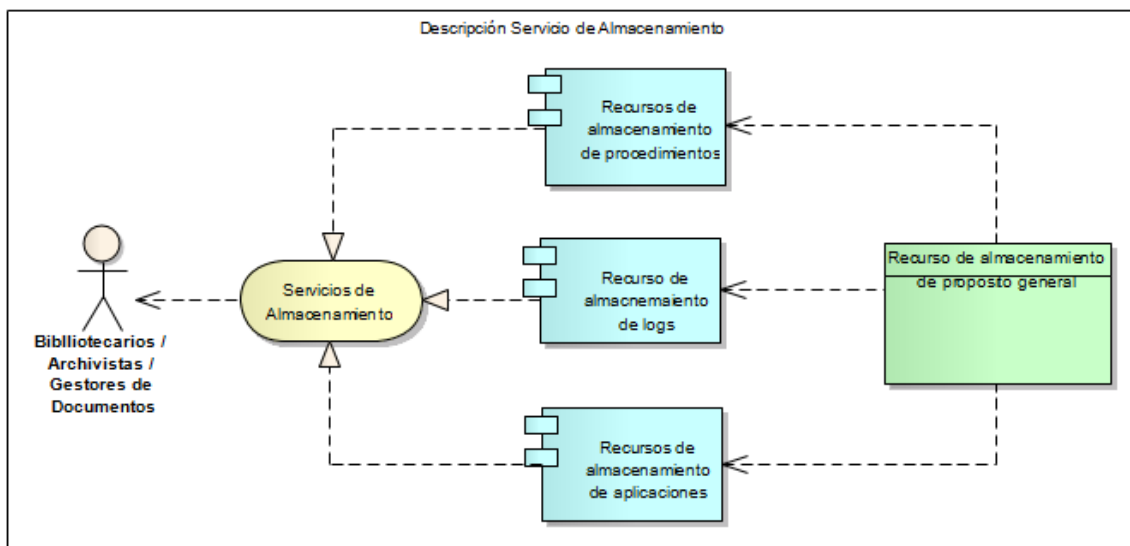 Descripción Servicio de Almacenamiento
Recursos de
almacenamiento
de procedimientos
Servicios de
Almacenamiento
Biblliotecarios /
Archivistas /
Gestores de
Documentos
Recurso de
almacnemaiento
de logs
Recurso de almacenamiento
de proposito general
Recursos de
almacenamiento
de aplicaciones